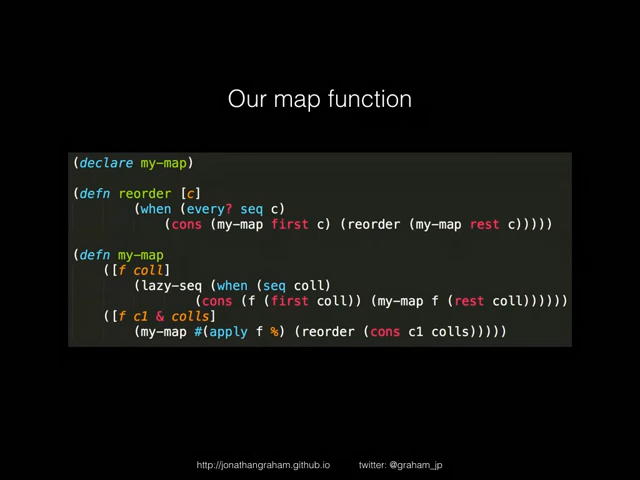 Our map function
(declare my-map)
(defn reorder [c]
(when (every? seq c)
(cons (my-map first c) (reorder (my-map rest c)))))
(defn my-map
([f coll]
(lazy-seq (when (seq coll)
(cons (f (first coll)) (my-map f (rest coll))))))
([f c1 & colls]
(my-map #(apply f %) (reorder (cons c1 colls)))))
http://jonathangraham.github.io twitter: @graham_jp